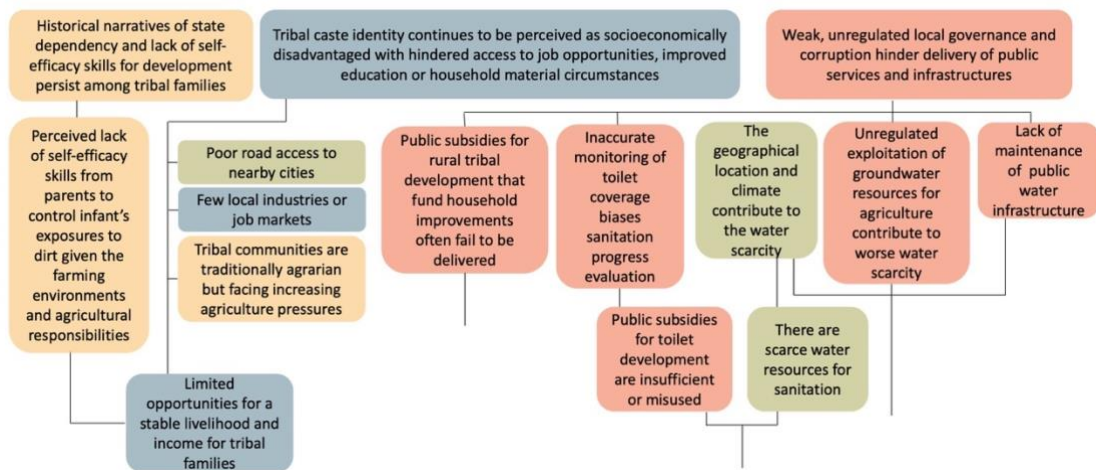 Historical narratives of state
dependency and lack of self-
efficacy skills for development
persist among tribal families
Tribal caste identity continues to be perceived as socioeconomically
disadvantaged with hindered access to job opportunities, improved
education or household material circumstances
Weak, unregulated local governance and
corruption hinder delivery of public
services and infrastructures
Perceived lack
of self-efficacy
skills from
parents to
control infant’s
exposures to
dirt given the
farming
environments
and agricultural
responsibilities
Poor road access to
nearby cities
Few local industries or
job markets
Tribal communities are
traditionally agrarian
but facing increasing
agriculture pressures
Limited
opportunities for a
stable livelihood and
income for tribal
families
Public subsidies for
rural tribal
development that
fund household
improvements
often fail to be
delivered
Inaccurate
monitoring of
toilet
coverage
biases
sanitation
progress
evaluation
The
geographical
location and
climate
contribute to
the water
scarcity
Unregulated
exploitation of
groundwater
resources for
agriculture
contribute to
worse water
scarcity
Lack of
maintenance
of public
water
infrastructure
Public subsidies
for toilet
development
are insufficient
or misused
There are
scarce water
resources for
sanitation